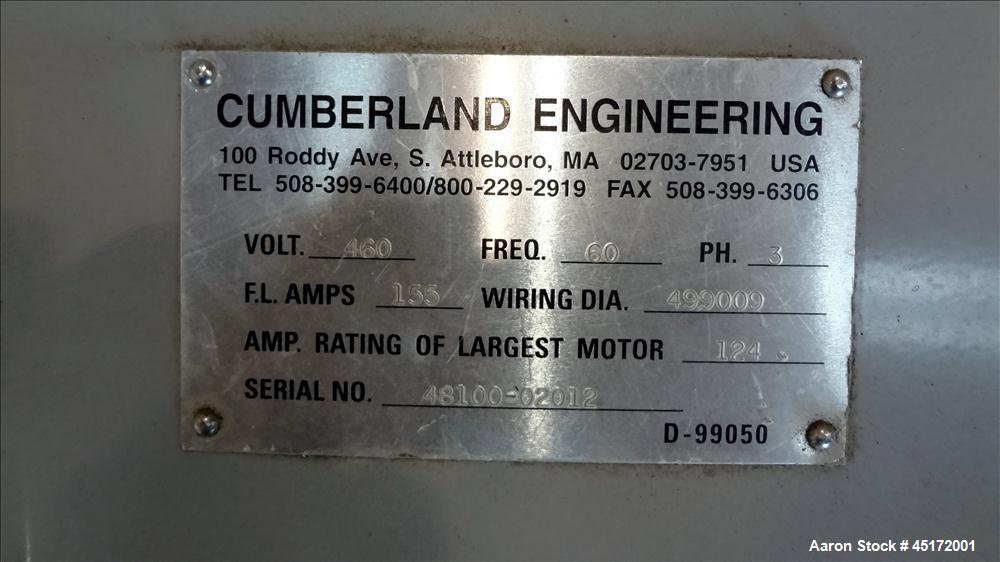 CUMBERLAND ENGINEERING
100 Roddy Ave, S. Attleboro, MA 02703-7951 USA
TEL 508-399-6400/800-229-2919 FAX 508-399-6306
VOLT. 460 FREQ. 60 PH. 3
F.L. AMPS 155 WIRING DIA. 499009
AMP. RATING OF LARGEST MOTOR 124
SERIAL NO. 48100-02012
D-99050
Aaron Stock # 45172001